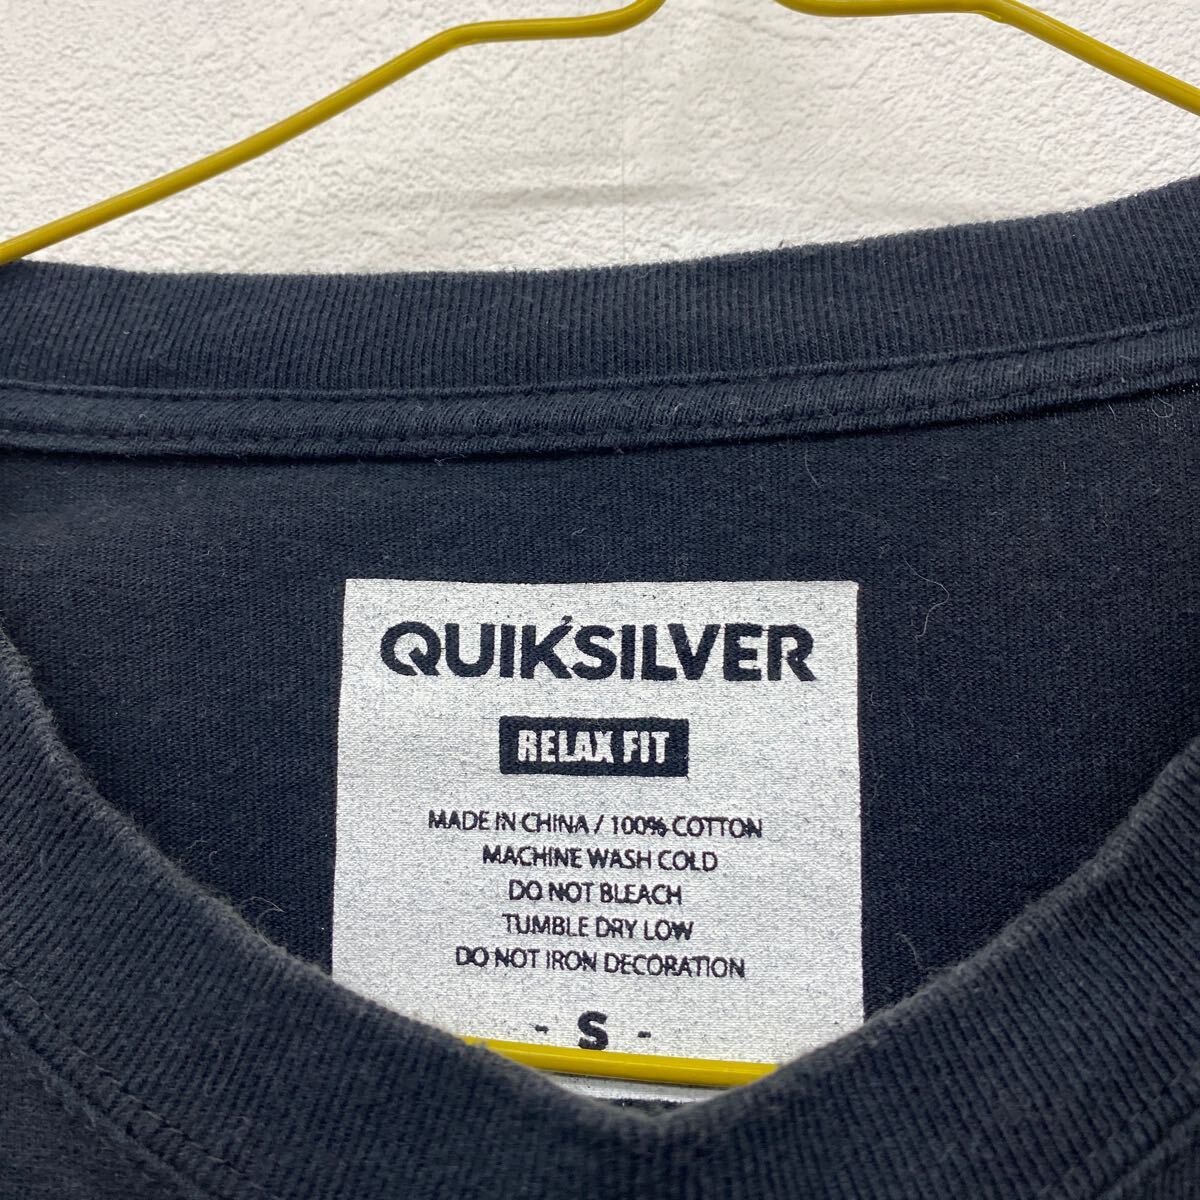 QUIKSILVER
RELAX FIT
MADE IN CHINA / 100% COTTON
MACHINE WASH COLD
DO NOT BLEACH
TUMBLE DRY LOW
DO NOT IRON DECORATION
- S -